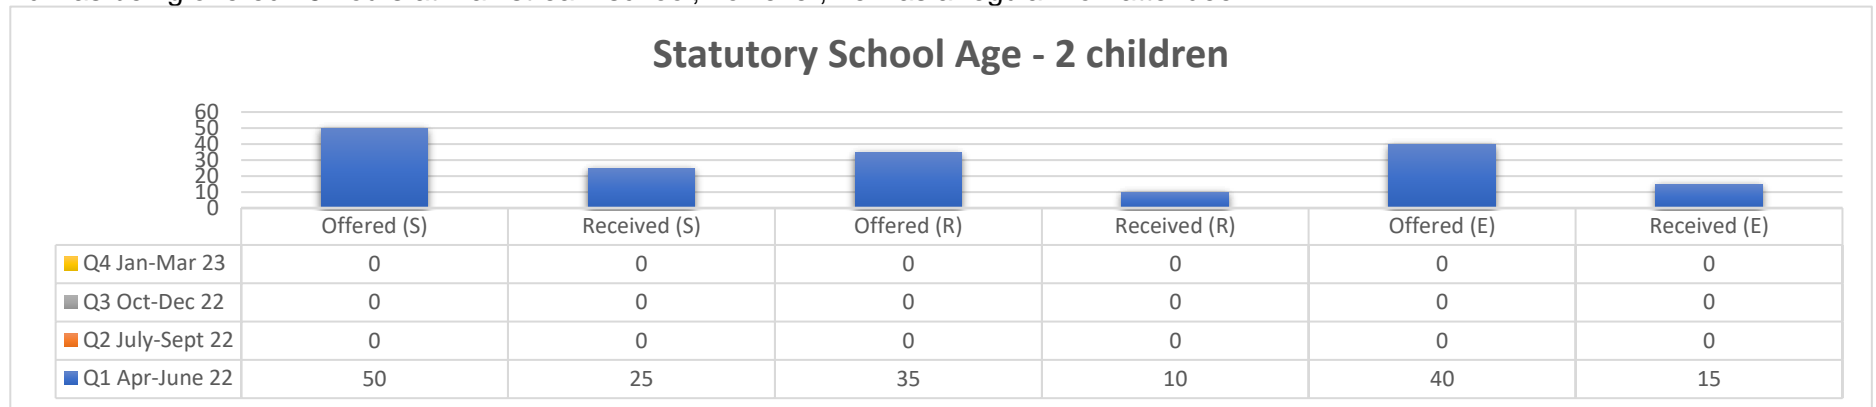 Statutory School Age - 2 children
60
50
40
30
20
10
0
Offered (S) Received (S) Offered (R) Received (R) Offered (E) Received (E)
Q4 Jan-Mar 23 0 0 0 0 0 0
Q3 Oct-Dec 22 0 0 0 0 0 0
Q2 July-Sept 22 0 0 0 0 0 0
Q1 Apr-June 22 50 25 35 10 40 15